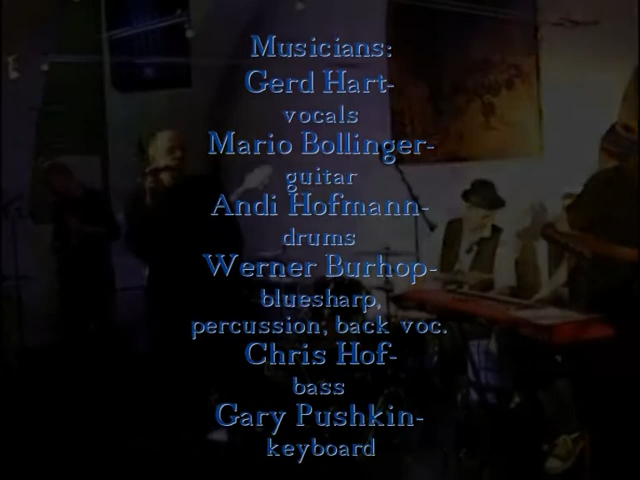 Musicians:
Gerd Hart-
vocals
Mario Bollinger-
guitar
Andi Hofmann-
drums
Werner Burhop-
bluesharp,
percussion, back voc.
Chris Hof-
bass
Gary Pushkin-
keyboard